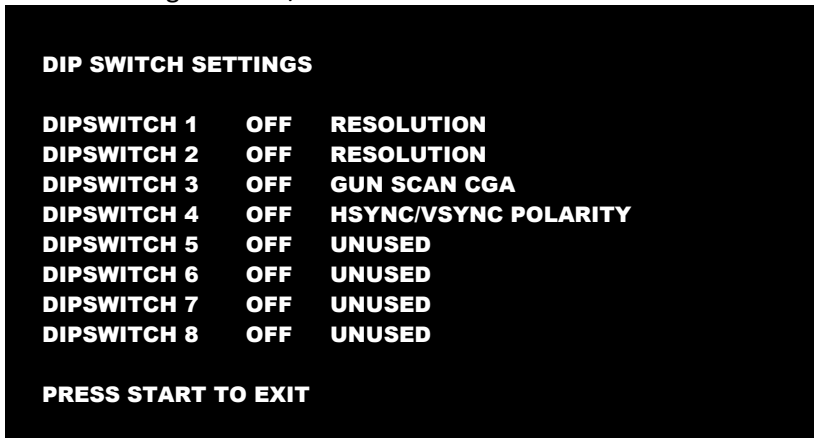 DIP SWITCH SETTINGS
DIPSWITCH 1 OFF RESOLUTION
DIPSWITCH 2 OFF RESOLUTION
DIPSWITCH 3 OFF GUN SCAN CGA
DIPSWITCH 4 OFF HSYNC/VSYNC POLARITY
DIPSWITCH 5 OFF UNUSED
DIPSWITCH 6 OFF UNUSED
DIPSWITCH 7 OFF UNUSED
DIPSWITCH 8 OFF UNUSED
PRESS START TO EXIT